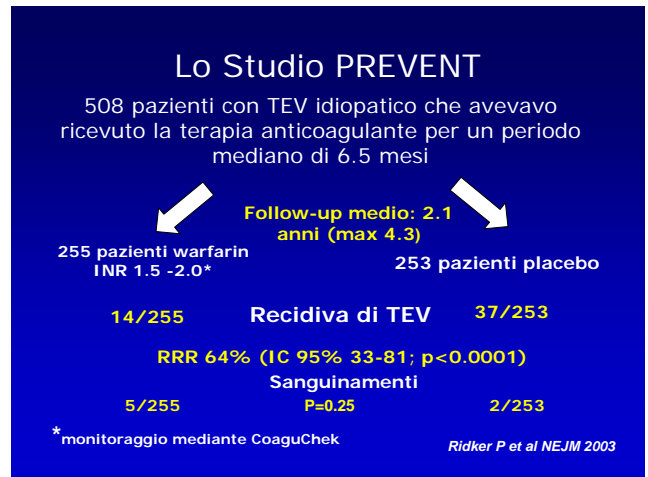 Lo Studio PREVENT
508 pazienti con TEV idiopatico che avevavo
ricevuto la terapia anticoagulante per un periodo
mediano di 6.5 mesi
Follow-up medio: 2.1
anni (max 4.3)
255 pazienti warfarin
INR 1.5 -2.0*
253 pazienti placebo
14/255 Recidiva di TEV 37/253
RRR 64% (IC 95% 33-81; p<0.0001)
Sanguinamenti
5/255 P=0.25 2/253
*monitoraggio mediante CoaguChek
Ridker P et al NEJM 2003